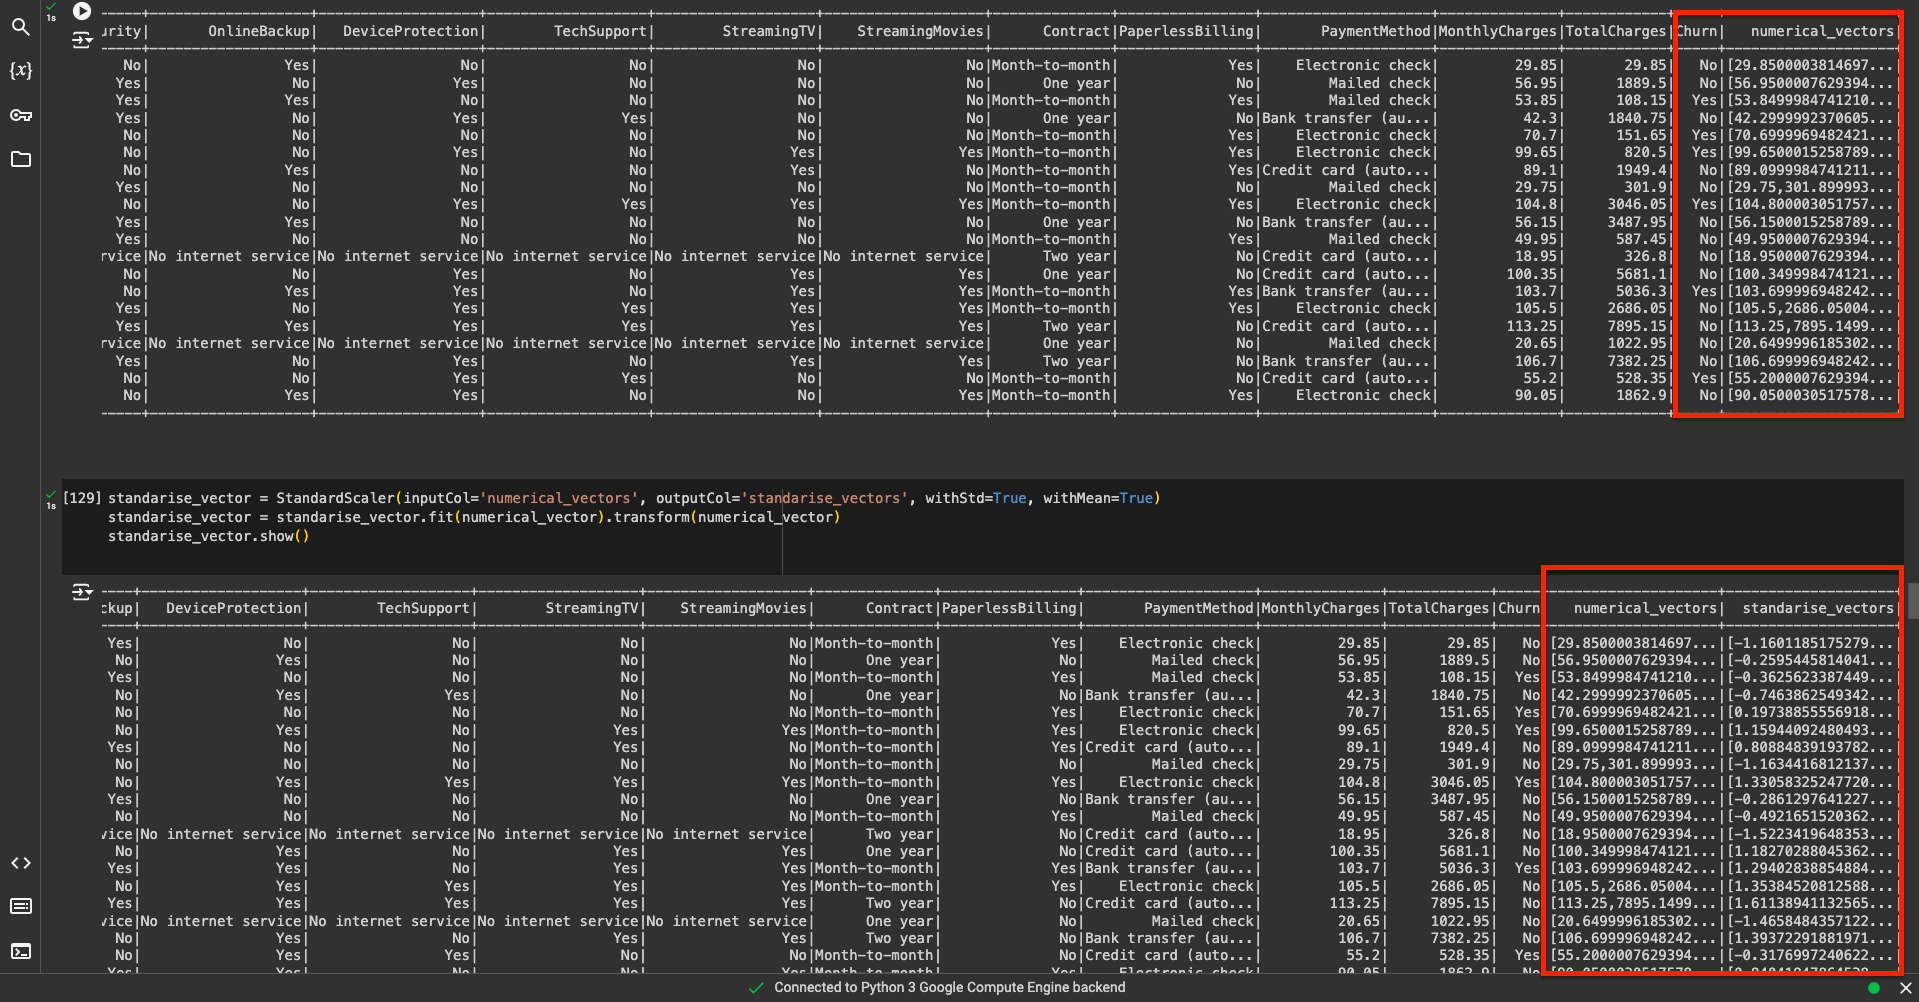 1s
urity| OnlineBackup| DeviceProtection| TechSupport| StreamingTV| StreamingMovies| Contract|PaperlessBilling| PaymentMethod|MonthlyCharges|TotalCharges|Churn| numerical_vectors|
No| Yes| No| No| No| No|Month-to-month| Yes| Electronic check| 29.85| 29.85| No|[29.8500003814697...|
Yes| No| Yes| No| No| No| One year| No| Mailed check| 56.95| 1889.5| No|[56.9500007629394...|
Yes| Yes| No| No| No| No|Month-to-month| Yes| Mailed check| 53.85| 108.15| Yes|[53.8499984741210...|
Yes| No| Yes| Yes| No| No| One year| No|Bank transfer (au...| 42.3| 1840.75| No|[42.2999992370605...|
No| No| No| No| No| No|Month-to-month| Yes| Electronic check| 70.7| 151.65| Yes|[70.6999969482421...|
No| No| Yes| No| Yes| Yes|Month-to-month| Yes| Electronic check| 99.65| 820.5| Yes|[99.6500015258789...|
No| Yes| No| No| Yes| No|Month-to-month| Yes|Credit card (auto...| 89.1| 1949.4| No|[89.0999984741211...|
Yes| No| No| No| No| No|Month-to-month| No| Mailed check| 29.75| 301.9| No|[29.75,301.899993...|
No| No| Yes| Yes| Yes| Yes|Month-to-month| Yes| Electronic check| 104.8| 3046.05| Yes|[104.800003051757...|
Yes| Yes| No| No| No| No| One year| No|Bank transfer (au...| 56.15| 3487.95| No|[56.1500015258789...|
Yes| No| No| No| No| No|Month-to-month| Yes| Mailed check| 49.95| 587.45| No|[49.9500007629394...|
rvice|No internet service|No internet service|No internet service|No internet service|No internet service| Two year| No|Credit card (auto...| 18.95| 326.8| No|[18.9500007629394...|
No| No| Yes| No| Yes| Yes| One year| No|Credit card (auto...| 100.35| 5681.1| No|[100.349998474121...|
No| Yes| Yes| No| Yes| Yes|Month-to-month| Yes|Bank transfer (au...| 103.7| 5036.3| Yes|[103.699996948242...|
Yes| No| Yes| Yes| Yes| Yes|Month-to-month| Yes| Electronic check| 105.5| 2686.05| No|[105.5,2686.05004...|
Yes| Yes| Yes| Yes| Yes| Yes| Two year| No|Credit card (auto...| 113.25| 7895.15| No|[113.25,7895.1499...|
rvice|No internet service|No internet service|No internet service|No internet service|No internet service| One year| No| Mailed check| 20.65| 1022.95| No|[20.6499996185302...|
Yes| No| Yes| No| Yes| Yes| Two year| No|Bank transfer (au...| 106.7| 7382.25| No|[106.699996948242...|
No| No| Yes| Yes| No| No|Month-to-month| No|Credit card (auto...| 55.2| 528.35| Yes|[55.2000007629394...|
No| Yes| Yes| No| No| Yes|Month-to-month| Yes| Electronic check| 90.05| 1862.9| No|[90.0500030517578...|
1s
[129] standarise_vector = StandardScaler(inputCol='numerical_vectors', outputCol='standarise_vectors', withStd=True, withMean=True)
standarise_vector = standarise_vector.fit(numerical_vector).transform(numerical_vector)
standarise_vector.show()
ckup| DeviceProtection| TechSupport| StreamingTV| StreamingMovies| Contract|PaperlessBilling| PaymentMethod|MonthlyCharges|TotalCharges|Churn| numerical_vectors| standarise_vectors|
Yes| No| No| No| No|Month-to-month| Yes| Electronic check| 29.85| 29.85| No|[29.8500003814697...|[-1.1601185175279...|
No| Yes| No| No| No| One year| No| Mailed check| 56.95| 1889.5| No|[56.9500007629394...|[-0.2595445814041...|
Yes| No| No| No| No|Month-to-month| Yes| Mailed check| 53.85| 108.15| Yes|[53.8499984741210...|[-0.3625623387449...|
No| Yes| Yes| No| No| One year| No|Bank transfer (au...| 42.3| 1840.75| No|[42.2999992370605...|[-0.7463862549342...|
No| No| No| No| No|Month-to-month| Yes| Electronic check| 70.7| 151.65| Yes|[70.6999969482421...|[0.19738855556918...|
No| Yes| No| Yes| Yes|Month-to-month| Yes| Electronic check| 99.65| 820.5| Yes|[99.6500015258789...|[1.15944092480493...|
Yes| No| No| Yes| No|Month-to-month| Yes|Credit card (auto...| 89.1| 1949.4| No|[89.0999984741211...|[0.80884839193782...|
No| No| No| No| No|Month-to-month| No| Mailed check| 29.75| 301.9| No|[29.75,301.899993...|[-1.1634416812137...|
No| Yes| Yes| Yes| Yes|Month-to-month| Yes| Electronic check| 104.8| 3046.05| Yes|[104.800003051757...|[1.33058325247720...|
Yes| No| No| No| No| One year| No|Bank transfer (au...| 56.15| 3487.95| No|[56.1500015258789...|[-0.2861297641227...|
No| No| No| No| No|Month-to-month| Yes| Mailed check| 49.95| 587.45| No|[49.9500007629394...|[-0.4921651520362...|
vice|No internet service|No internet service|No internet service|No internet service| Two year| No|Credit card (auto...| 18.95| 326.8| No|[18.9500007629394...|[-1.5223419648353...|
No| Yes| No| Yes| Yes| One year| No|Credit card (auto...| 100.35| 5681.1| No|[100.349998474121...|[1.18270288045362...|
Yes| Yes| No| Yes| Yes|Month-to-month| Yes|Bank transfer (au...| 103.7| 5036.3| Yes|[103.699996948242...|[1.29402838854884...|
No| Yes| Yes| Yes| Yes|Month-to-month| Yes| Electronic check| 105.5| 2686.05| No|[105.5,2686.05004...|[1.35384520812588...|
Yes| Yes| Yes| Yes| Yes| Two year| No|Credit card (auto...| 113.25| 7895.15| No|[113.25,7895.1499...|[1.61138941132565...|
vice|No internet service|No internet service|No internet service|No internet service| One year| No| Mailed check| 20.65| 1022.95| No|[20.6499996185302...|[-1.4658484357122...|
No| Yes| No| Yes| Yes| Two year| No|Bank transfer (au...| 106.7| 7382.25| No|[106.699996948242...|[1.39372291881971...|
No| Yes| Yes| No| No|Month-to-month| No|Credit card (auto...| 55.2| 528.35| Yes|[55.2000007629394...|[-0.3176997240622...|
Yes| Yes| No| No| Yes|Month-to-month| Yes| Electronic check| 90.05| 1862.9| No|
Connected to Python 3 Google Compute Engine backend